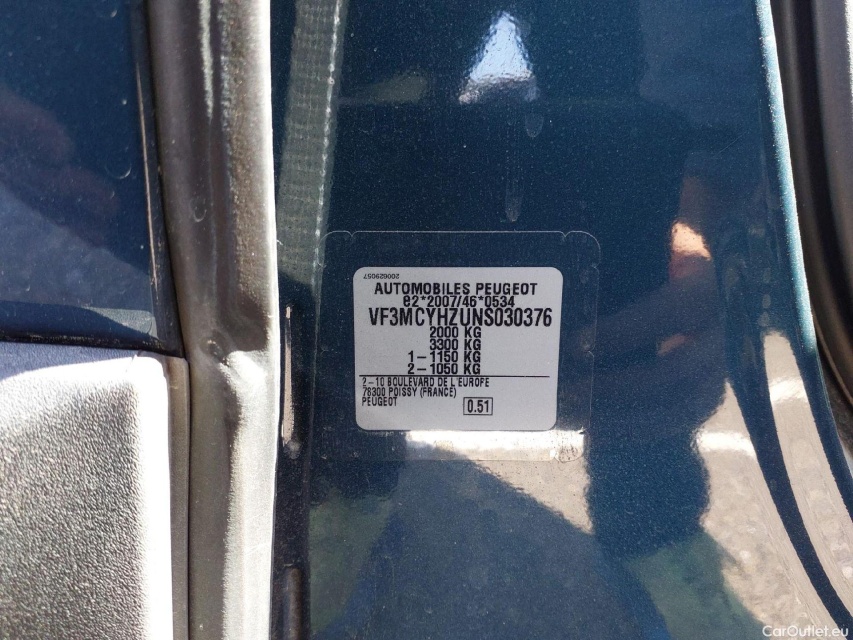 200629057
AUTOMOBILES PEUGEOT
e2*2007/46*0534
VF3MCYHZUNS030376
2000 KG
3300 KG
1-1150 KG
2-1050 KG
2-10 BOULEVARD DE L'EUROPE
78300 POISSY (FRANCE)
PEUGEOT
0.51
CarOutlet.eu